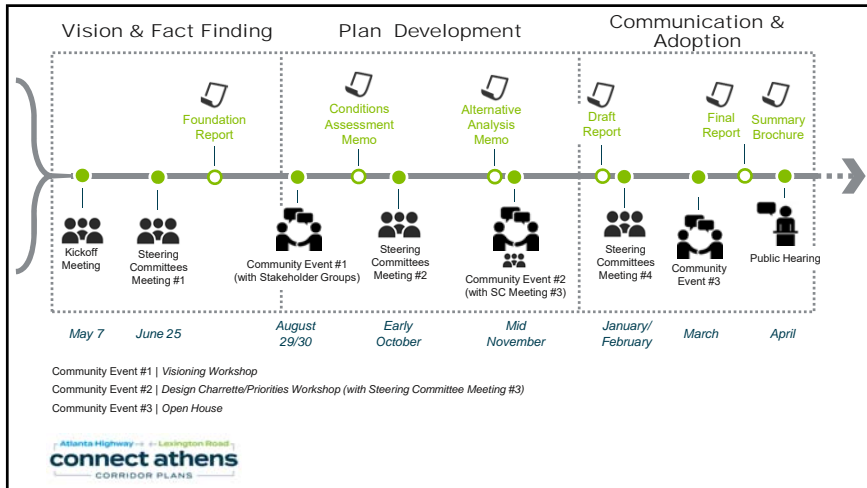 Vision & Fact Finding
Plan Development
Communication &
Adoption
Foundation
Report
Conditions
Assessment
Memo
Alternative
Analysis
Memo
Draft
Report
Final
Report
Summary
Brochure
Kickoff
Meeting
Steering
Committees
Meeting #1
Community Event #1
(with Stakeholder Groups)
Steering
Committees
Meeting #2
Community Event #2
(with SC Meeting #3)
Steering
Committees
Meeting #4
Community
Event #3
Public Hearing
May 7
June 25
August
29/30
Early
October
Mid
November
January/
February
March
April
Community Event #1 | Visioning Workshop
Community Event #2 | Design Charrette/Priorities Workshop (with Steering Committee Meeting #3)
Community Event #3 | Open House
Atlanta Highway Lexington Road
connect athens
CORRIDOR PLANS